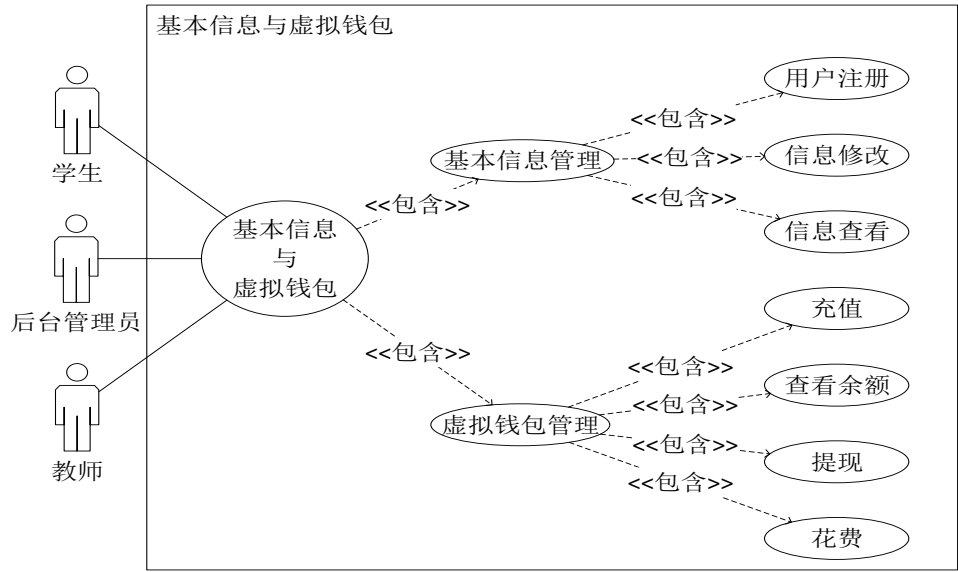 基本信息与虚拟钱包
学生
后台管理员
教师
基本信息
与
虚拟钱包
<<包含>>
<<包含>>
基本信息管理
<<包含>>
<<包含>>
<<包含>>
用户注册
信息修改
信息查看
虚拟钱包管理
<<包含>>
<<包含>>
<<包含>>
<<包含>>
充值
查看余额
提现
花费